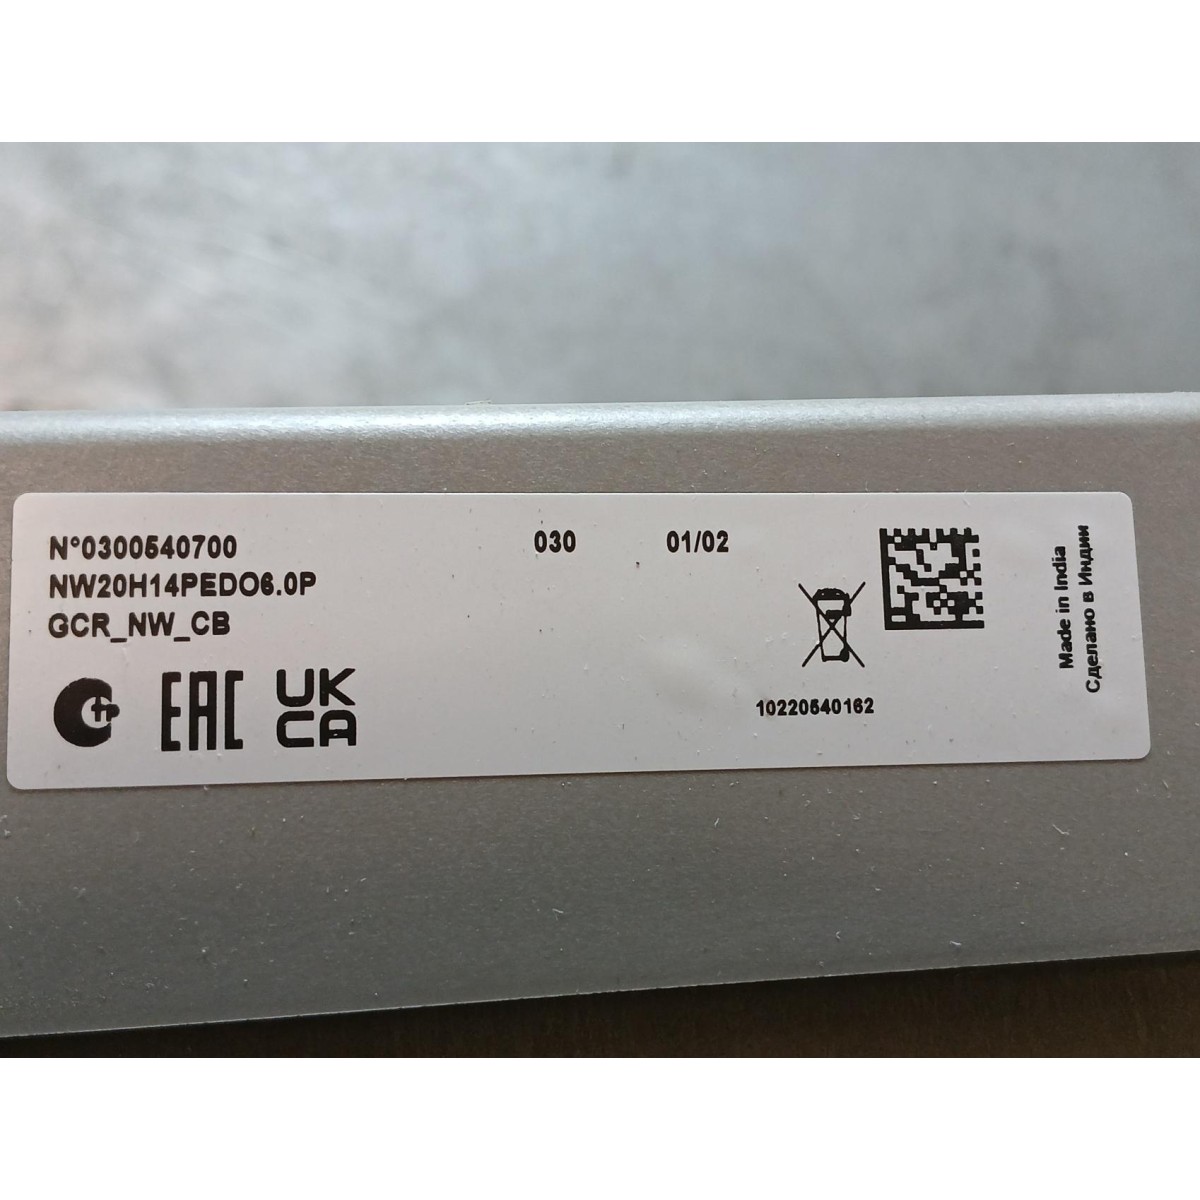 N°0300540700 030 01/02
NW20H14PEDO6.0P
GCR_NW_CB
EAC
UK
CA
10220540162
Made in India
Сделано в Индии